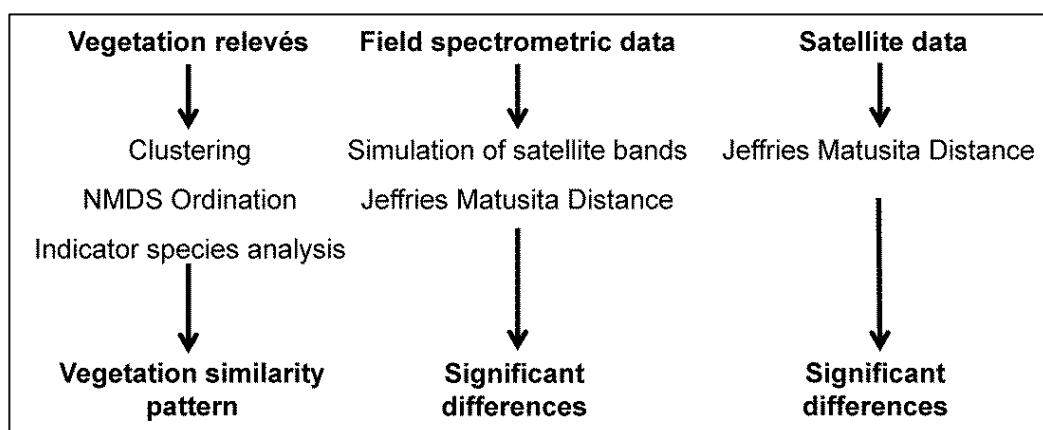 Vegetation relevés
Clustering
NMDS Ordination
Indicator species analysis
Vegetation similarity
pattern
Field spectrometric data
Simulation of satellite bands
Jeffries Matusita Distance
Significant
differences
Satellite data
Jeffries Matusita Distance
Significant
differences